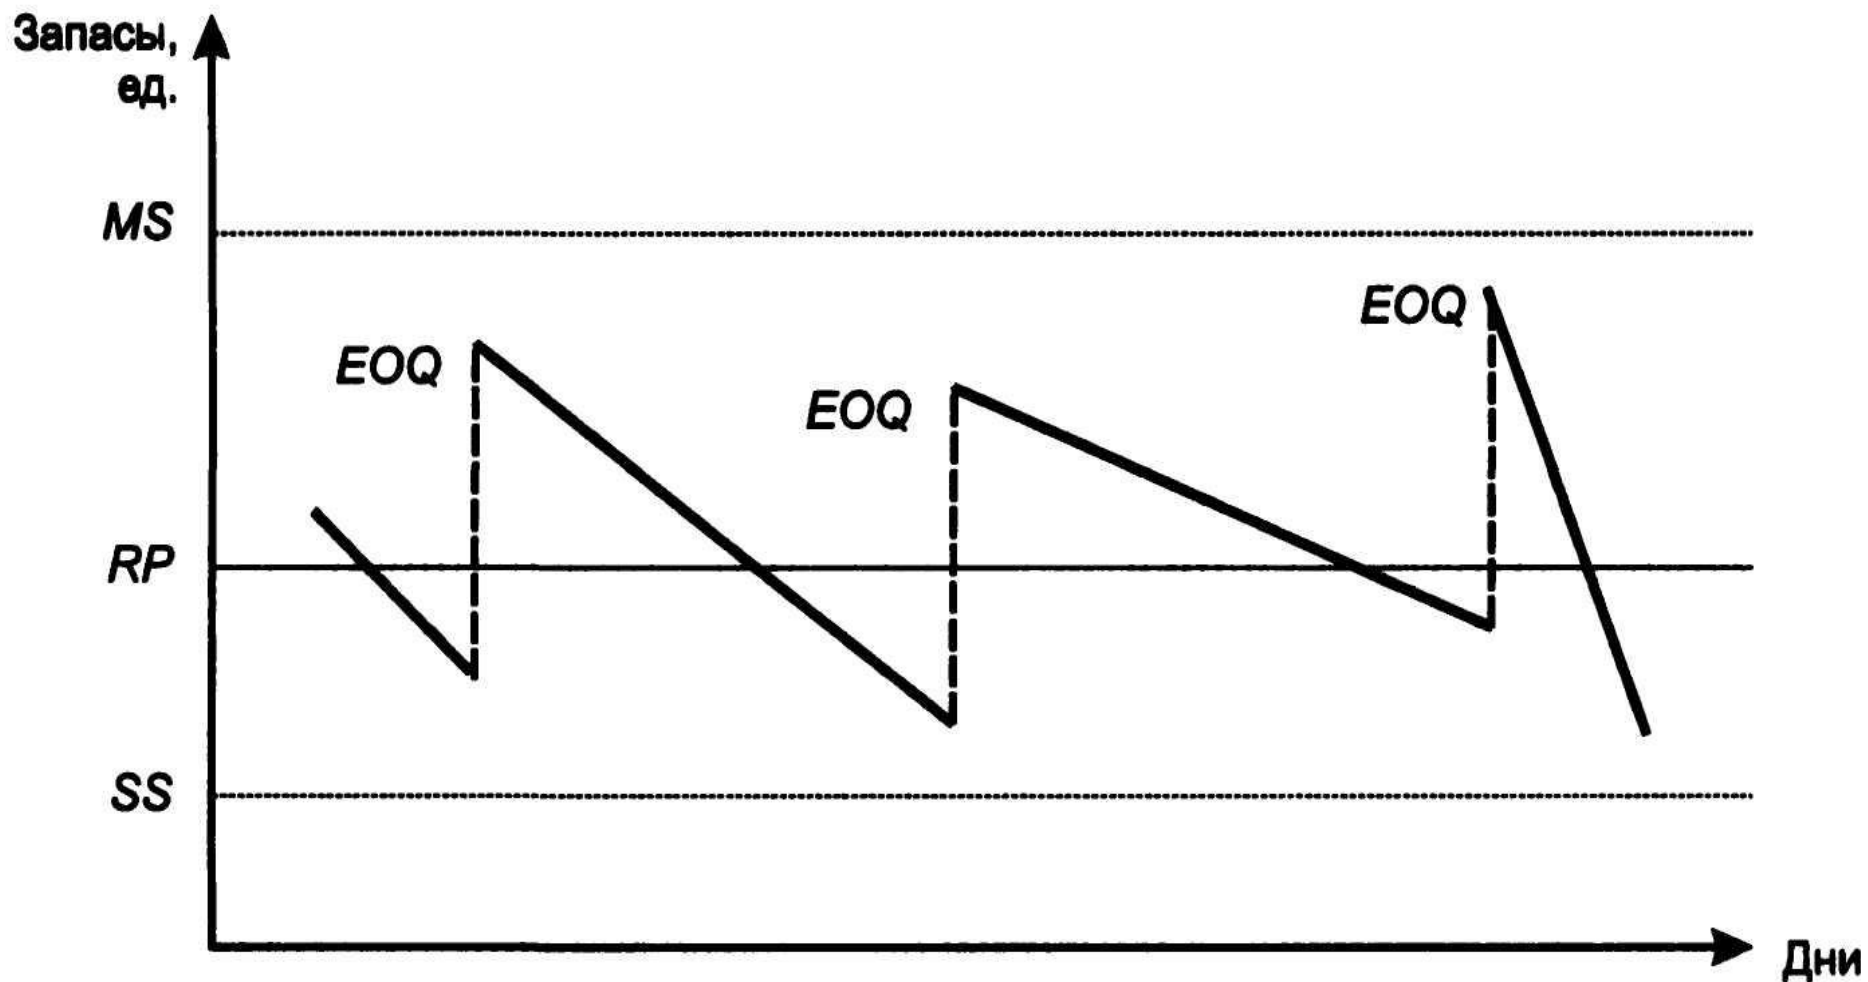 Запасы,
ед.
MS
EOQ
EOQ
EOQ
RP
SS
Дни